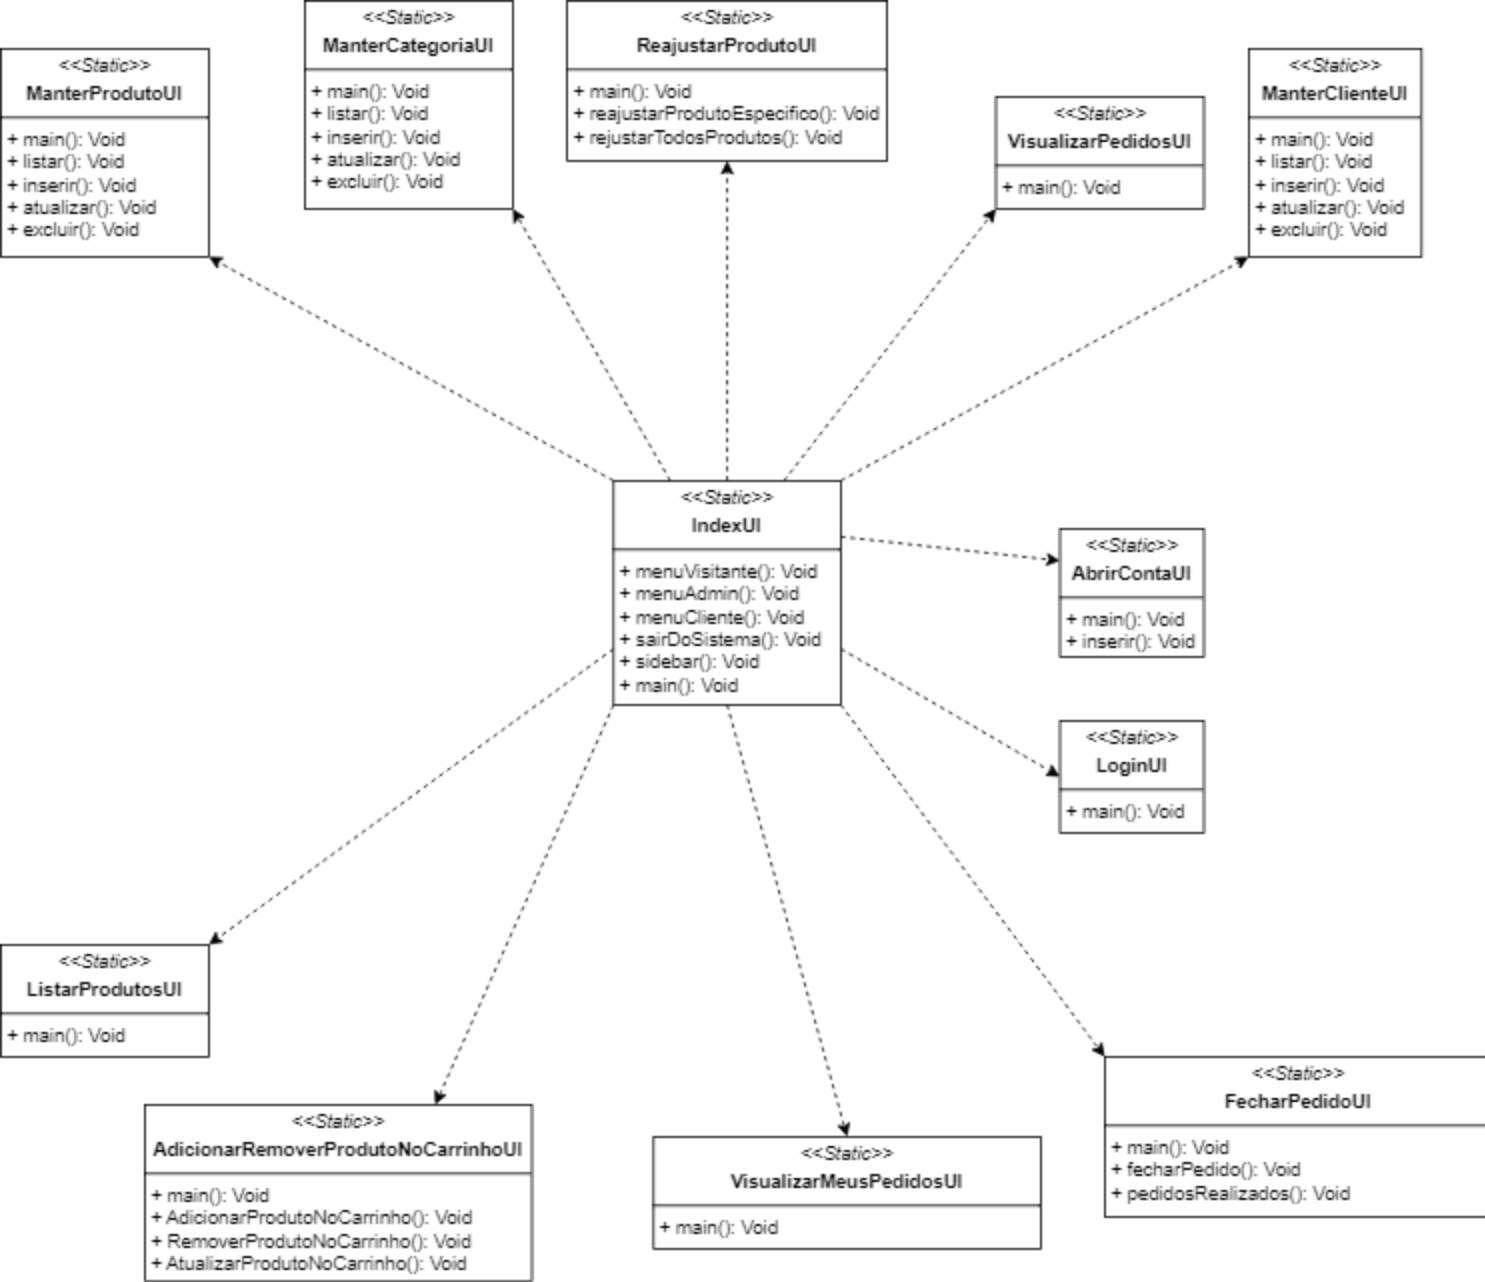 <<Static>>
ManterProdutoUI
+ main(): Void
+ listar(): Void
+ inserir(): Void
+ atualizar(): Void
+ excluir(): Void
<<Static>>
ManterCategoriaUI
+ main(): Void
+ listar(): Void
+ inserir(): Void
+ atualizar(): Void
+ excluir(): Void
<<Static>>
ReajustarProdutoUI
+ main(): Void
+ reajustarProdutoEspecifico(): Void
+ rejustarTodosProdutos(): Void
<<Static>>
VisualizarPedidosUI
+ main(): Void
<<Static>>
ManterClienteUI
+ main(): Void
+ listar(): Void
+ inserir(): Void
+ atualizar(): Void
+ excluir(): Void
<<Static>>
IndexUI
+ menuVisitante(): Void
+ menuAdmin(): Void
+ menuCliente(): Void
+ sairDoSistema(): Void
+ sidebar(): Void
+ main(): Void
<<Static>>
AbrirContaUI
+ main(): Void
+ inserir(): Void
<<Static>>
LoginUI
+ main(): Void
<<Static>>
ListarProdutosUI
+ main(): Void
<<Static>>
AdicionarRemoverProdutoNoCarrinhoUI
+ main(): Void
+ AdicionarProdutoNoCarrinho(): Void
+ RemoverProdutoNoCarrinho(): Void
+ AtualizarProdutoNoCarrinho(): Void
<<Static>>
VisualizarMeusPedidosUI
+ main(): Void
<<Static>>
FecharPedidoUI
+ main(): Void
+ fecharPedido(): Void
+ pedidosRealizados(): Void